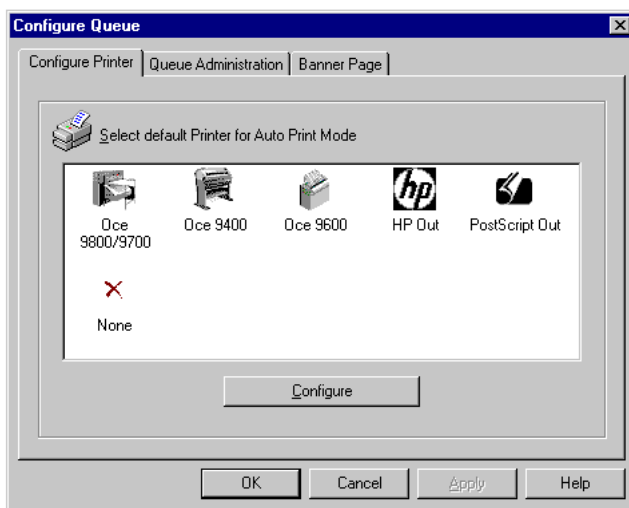 Configure Queue
Configure Printer Queue Administration Banner Page
Select default Printer for Auto Print Mode
hp
Oce 9800/9700 Oce 9400 Oce 9600 HP Out PostScript Out
None
Configure
OK Cancel Apply Help